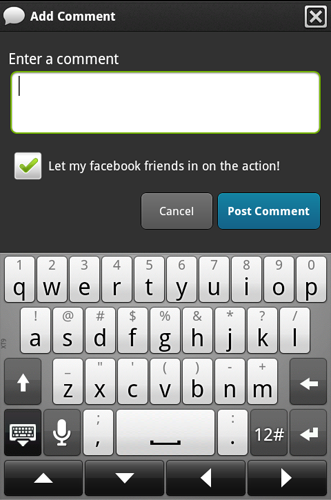 Add Comment
Enter a comment
Let my facebook friends in on the action!
Cancel Post Comment
1 2 3 4 5 6 7 8 9 0
q w e r t y u i o p
! @ # $ % & * ? /
a s d f g h j k l
_ " ' ( ) - +
z x c v b n m
; :
, . 12#